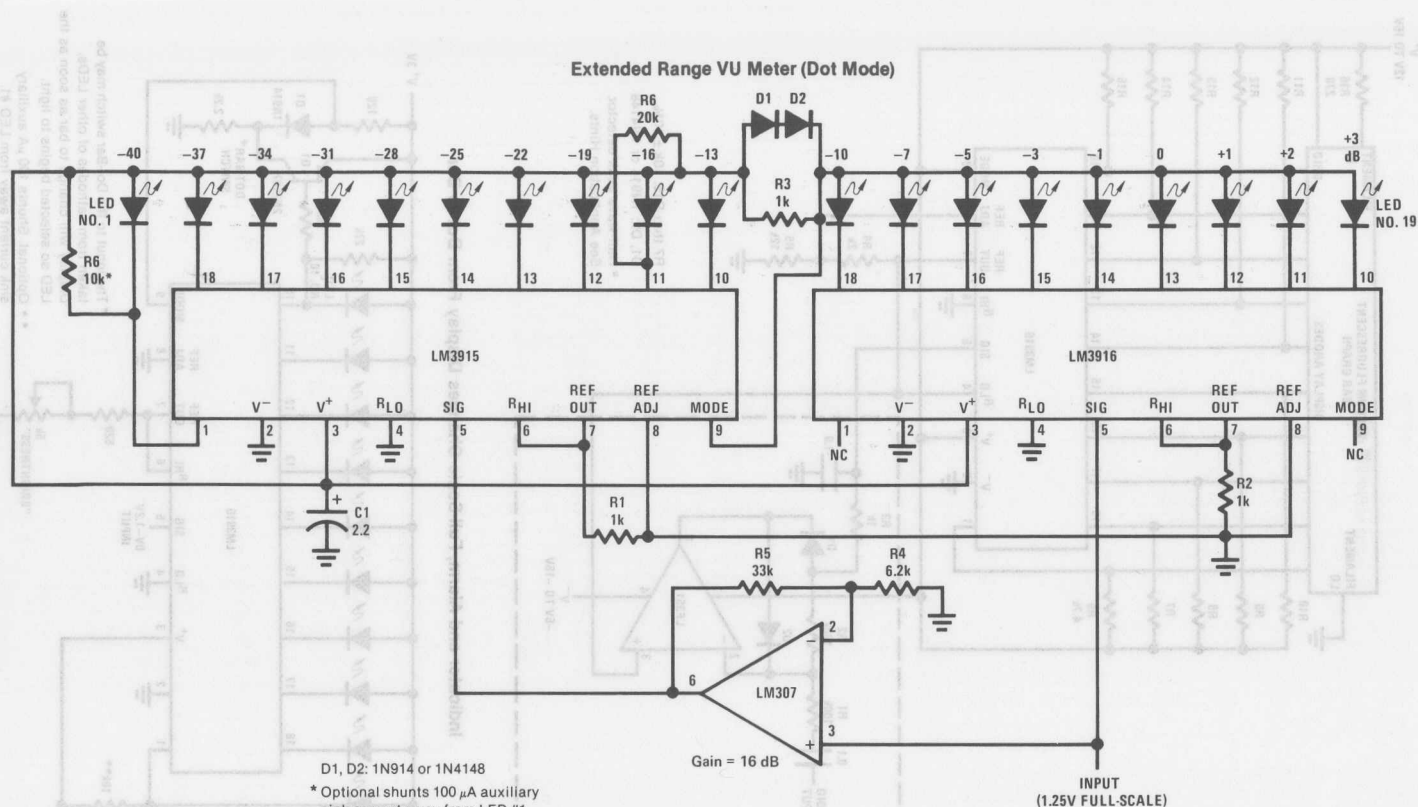 Extended Range VU Meter (Dot Mode)
R6
20k
D1 D2
-40 -37 -34 -31 -28 -25 -22 -19 -16 -13 -10 -7 -5 -3 -1 0 +1 +2 +3
dB
LED
NO. 1
R3
1k
LED
NO. 19
R6
10k*
18 17 16 15 14 13 12 11 10
18 17 16 15 14 13 12 11 10
LM3915
LM3916
V− V+ RLO SIG RHI REF OUT REF ADJ MODE
V− V+ RLO SIG RHI REF OUT REF ADJ MODE
1 2 3 4 5 6 7 8 9
1 2 3 4 5 6 7 8 9
NC
NC
+
C1
2.2
R1
1k
R2
1k
R5
33k
R4
6.2k
2
−
6
LM307
3
+
Gain = 16 dB
D1, D2: 1N914 or 1N4148
* Optional shunts 100 μA auxiliary
INPUT
(1.25V FULL-SCALE)